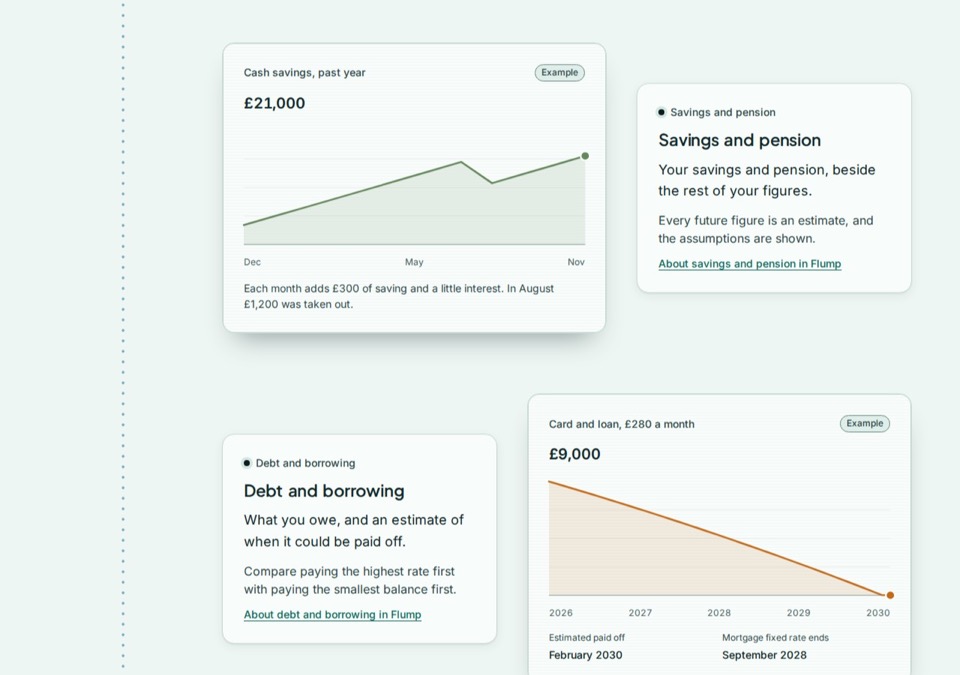 Cash savings, past year
Example
£21,000
Dec
May
Nov
Each month adds £300 of saving and a little interest. In August
£1,200 was taken out.
Savings and pension
Savings and pension
Your savings and pension, beside
the rest of your figures.
Every future figure is an estimate, and
the assumptions are shown.
About savings and pension in Flump
Debt and borrowing
Debt and borrowing
What you owe, and an estimate of
when it could be paid off.
Compare paying the highest rate first
with paying the smallest balance first.
About debt and borrowing in Flump
Card and loan, £280 a month
Example
£9,000
2026
2027
2028
2029
2030
Estimated paid off
Mortgage fixed rate ends
February 2030
September 2028